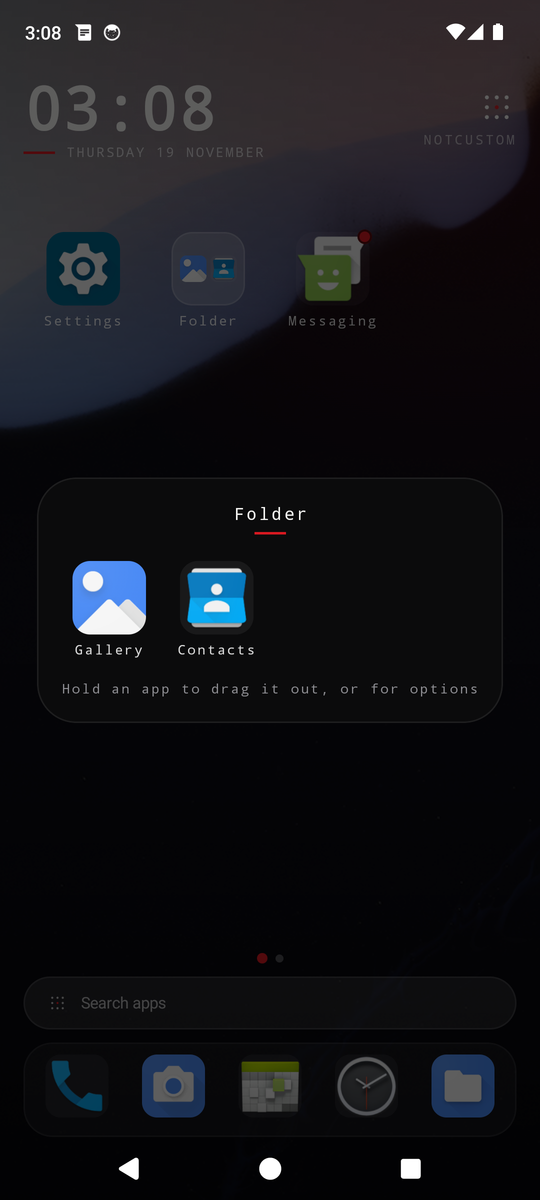 3:08
03:08
THURSDAY 19 NOVEMBER
NOTCUSTOM
Settings
Folder
Messaging
Folder
Gallery
Contacts
Hold an app to drag it out, or for options
Search apps